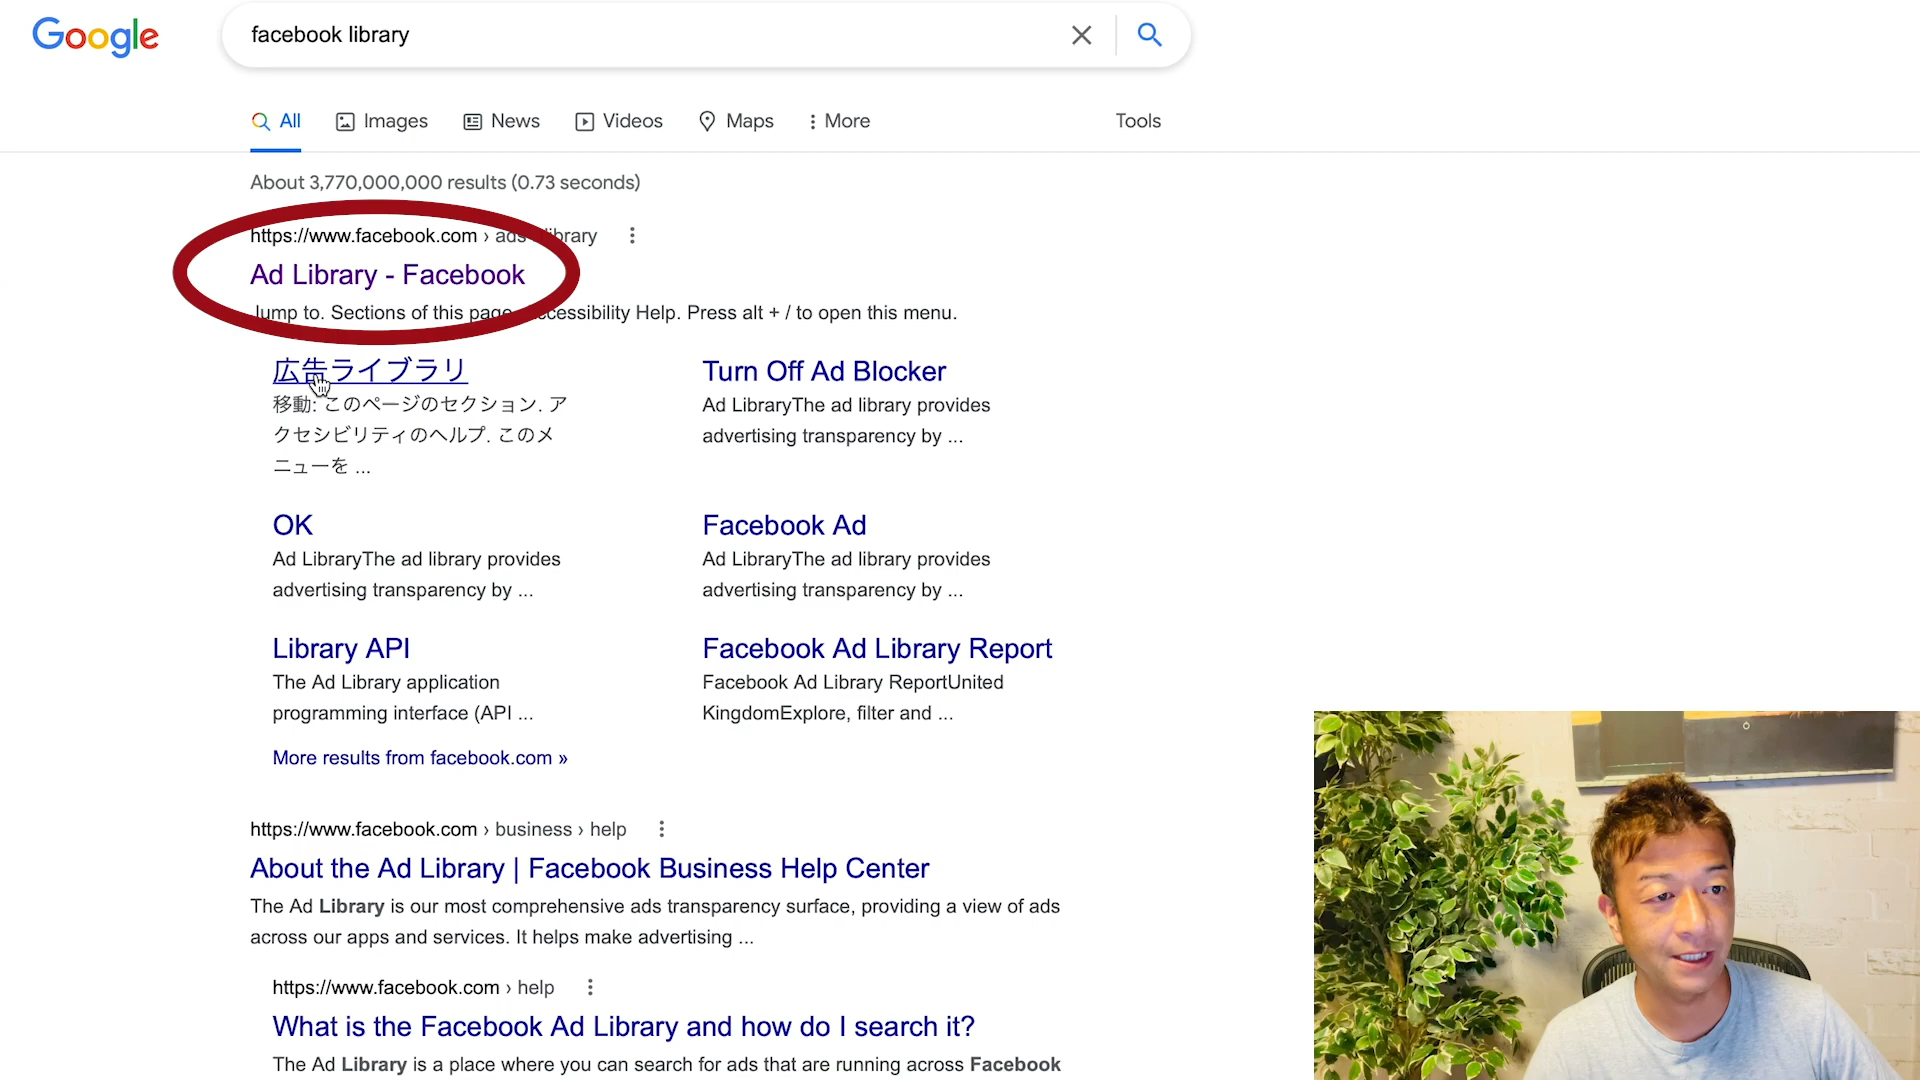 Google
facebook library
All Images News Videos Maps More Tools
About 3,770,000,000 results (0.73 seconds)
https://www.facebook.com › ads library
Ad Library - Facebook
Jump to. Sections of this page. Accessibility Help. Press alt + / to open this menu.
広告ライブラリ
移動: このページのセクション. ア
クセシビリティのヘルプ. このメ
ニューを ...
Turn Off Ad Blocker
Ad LibraryThe ad library provides
advertising transparency by ...
OK
Ad LibraryThe ad library provides
advertising transparency by ...
Facebook Ad
Ad LibraryThe ad library provides
advertising transparency by ...
Library API
The Ad Library application
programming interface (API ...
Facebook Ad Library Report
Facebook Ad Library ReportUnited
KingdomExplore, filter and ...
More results from facebook.com »
https://www.facebook.com › business › help
About the Ad Library | Facebook Business Help Center
The Ad Library is our most comprehensive ads transparency surface, providing a view of ads
across our apps and services. It helps make advertising ...
https://www.facebook.com › help
What is the Facebook Ad Library and how do I search it?
The Ad Library is a place where you can search for ads that are running across Facebook